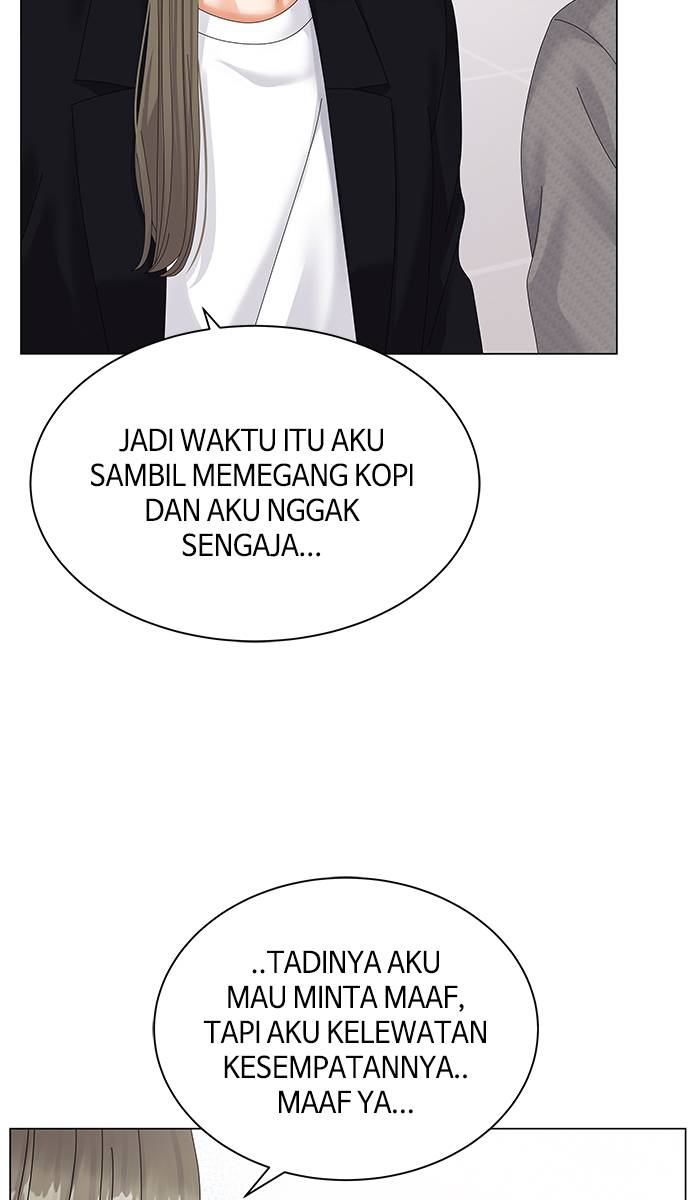 JADI WAKTU ITU AKU
SAMBIL MEMEGANG KOPI
DAN AKU NGGAK
SENGAJA...
..TADINYA AKU
MAU MINTA MAAF,
TAPI AKU KELEWATAN
KESEMPATANNYA..
MAAF YA...